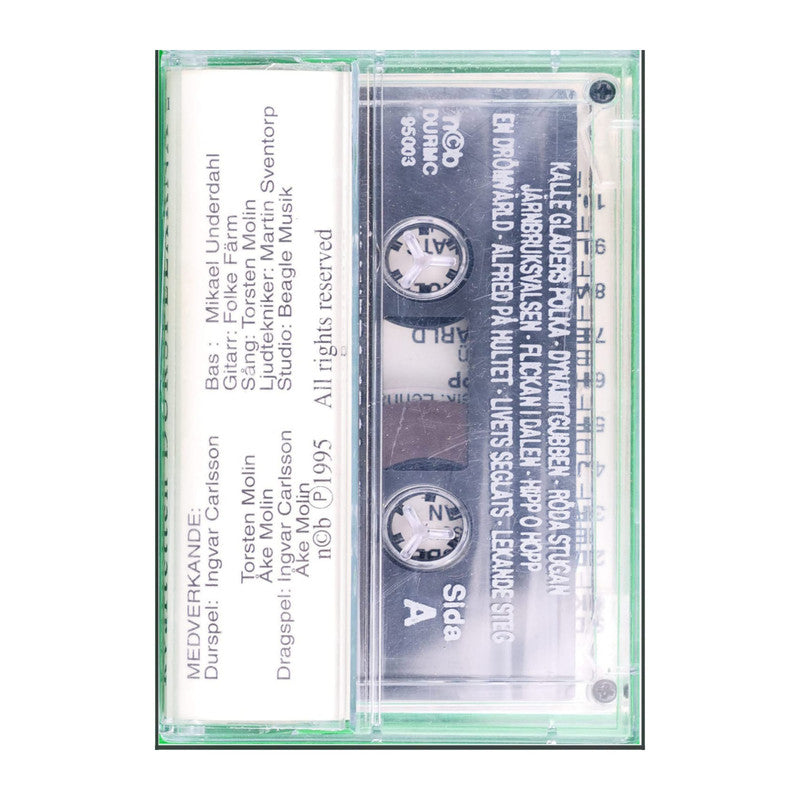 MEDVERKANDE:
Durspel: Ingvar Carlsson
Torsten Molin
Åke Molin
Dragspel: Ingvar Carlsson
Åke Molin
Bas : Mikael Underdahl
Gitarr: Folke Färm
Sång: Torsten Molin
Ljudtekniker: Martin Sventorp
Studio: Beagle Musik
n©b Ⓟ1995 All rights reserved
n©b
DURMC
95003
KALLE GLADERS POLKA · DYNAMITGUBBEN · RÖDA STUGAN
JÄRNBRUKSVALSEN · FLICKAN I DALEN · HIPP O HOPP
EN DRÖMVÄRLD · ALFRED PÅ HULTET · LIVETS SEGLATS · LEKANDE STEG
Sida
A